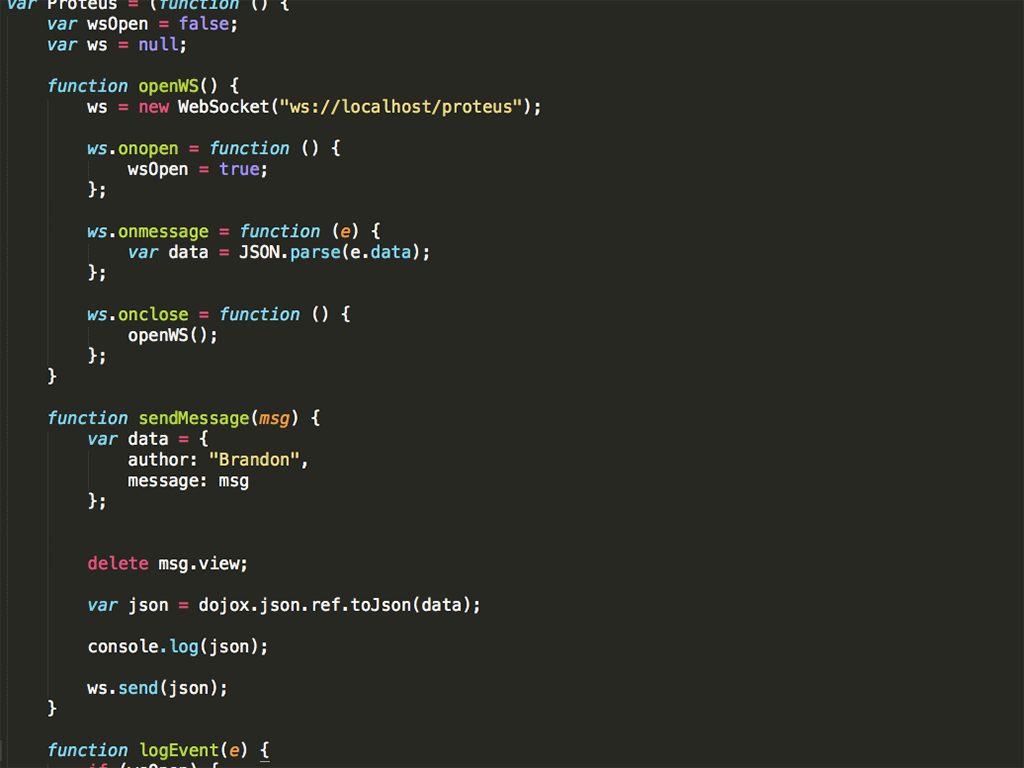 var Proteus = (function () {
var wsOpen = false;
var ws = null;
function openWS() {
ws = new WebSocket("ws://localhost/proteus");
ws.onopen = function () {
wsOpen = true;
};
ws.onmessage = function (e) {
var data = JSON.parse(e.data);
};
ws.onclose = function () {
openWS();
};
}
function sendMessage(msg) {
var data = {
author: "Brandon",
message: msg
};
delete msg.view;
var json = dojox.json.ref.toJson(data);
console.log(json);
ws.send(json);
}
function logEvent(e) {
if (wsOpen) {